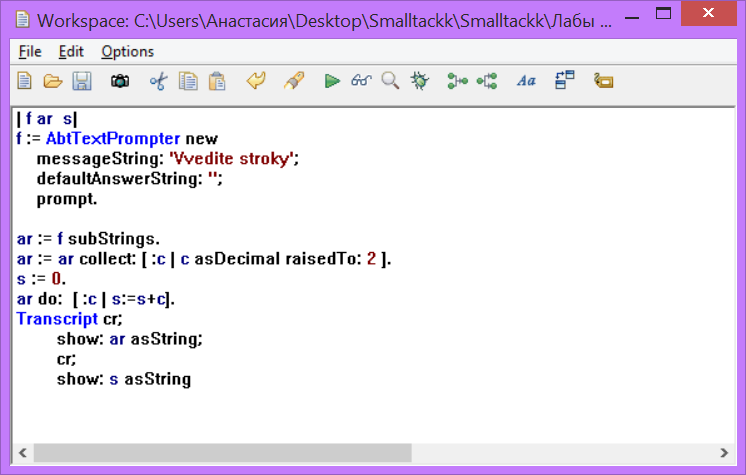 Workspace: C:\Users\Анастасия\Desktop\Smalltackk\Smalltackk\Лабы ...
File Edit Options
Aa
| f ar s|
f := AbtTextPrompter new
messageString: 'Vvedite stroky';
defaultAnswerString: '';
prompt.
ar := f subStrings.
ar := ar collect: [ :c | c asDecimal raisedTo: 2 ].
s := 0.
ar do: [ :c | s:=s+c].
Transcript cr;
show: ar asString;
cr;
show: s asString